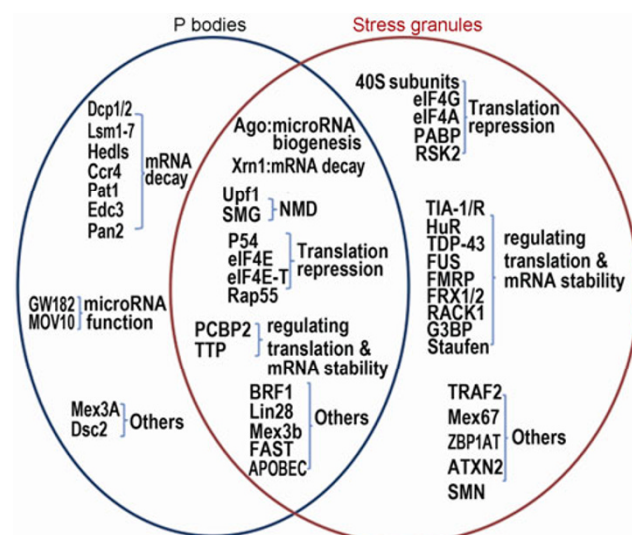 P bodies
Stress granules
Dcp1/2
Lsm1-7
Hedls
Ccr4
Pat1
Edc3
Pan2
mRNA
decay
GW182
MOV10
microRNA
function
Mex3A
Dsc2
Others
Ago:microRNA
biogenesis
Xrn1:mRNA decay
Upf1
SMG
NMD
P54
eIF4E
eIF4E-T
Rap55
Translation
repression
PCBP2
TTP
regulating
translation &
mRNA stability
BRF1
Lin28
Mex3b
FAST
APOBEC
Others
40S subunits
eIF4G
eIF4A
PABP
RSK2
Translation
repression
TIA-1/R
HuR
TDP-43
FUS
FMRP
FRX1/2
RACK1
G3BP
Staufen
regulating
translation &
mRNA stability
TRAF2
Mex67
ZBP1AT
ATXN2
SMN
Others